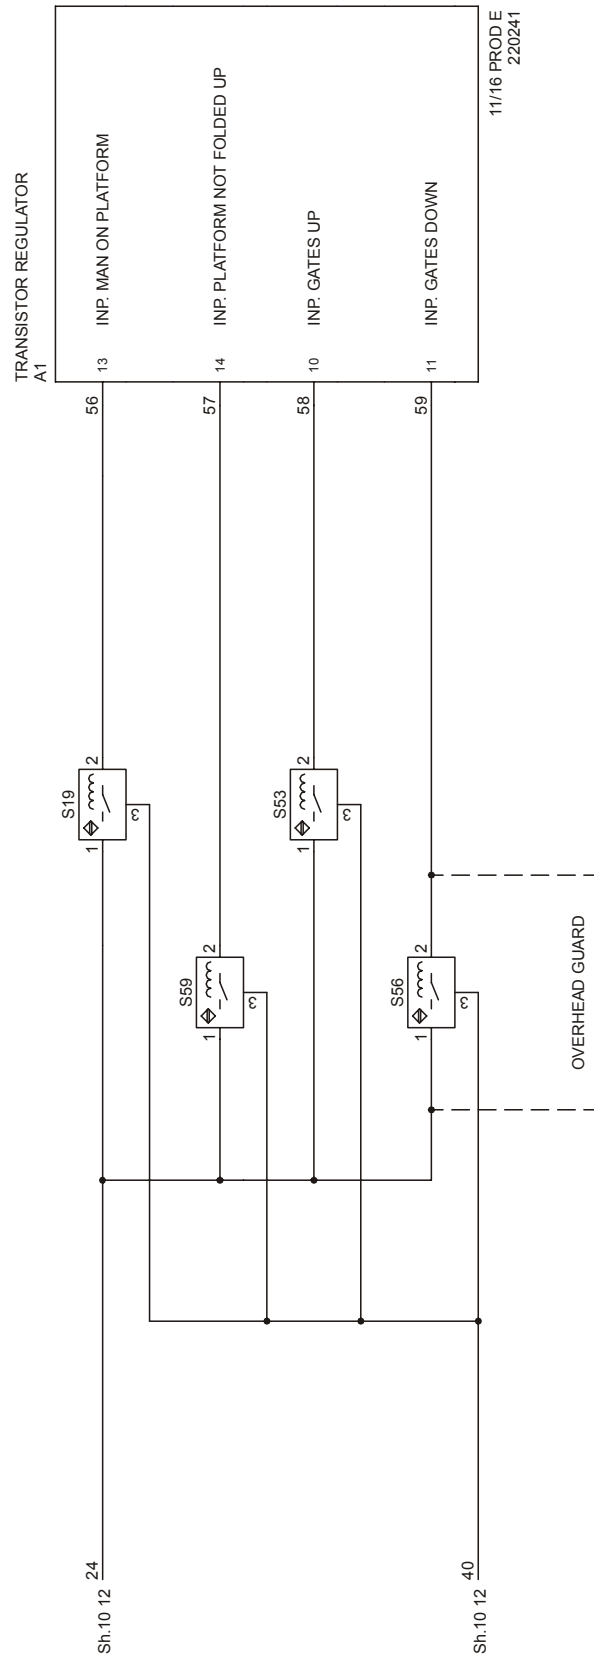 TRANSISTOR REGULATOR
A1
13 INP. MAN ON PLATFORM
14 INP. PLATFORM NOT FOLDED UP
10 INP. GATES UP
11 INP. GATES DOWN
11/16 PROD E
220241
56
57
58
59
S19
1 2
3
S59
1 2
3
S53
1 2
3
S56
1 2
3
OVERHEAD GUARD
Sh.10 12 24
Sh.10 12 40